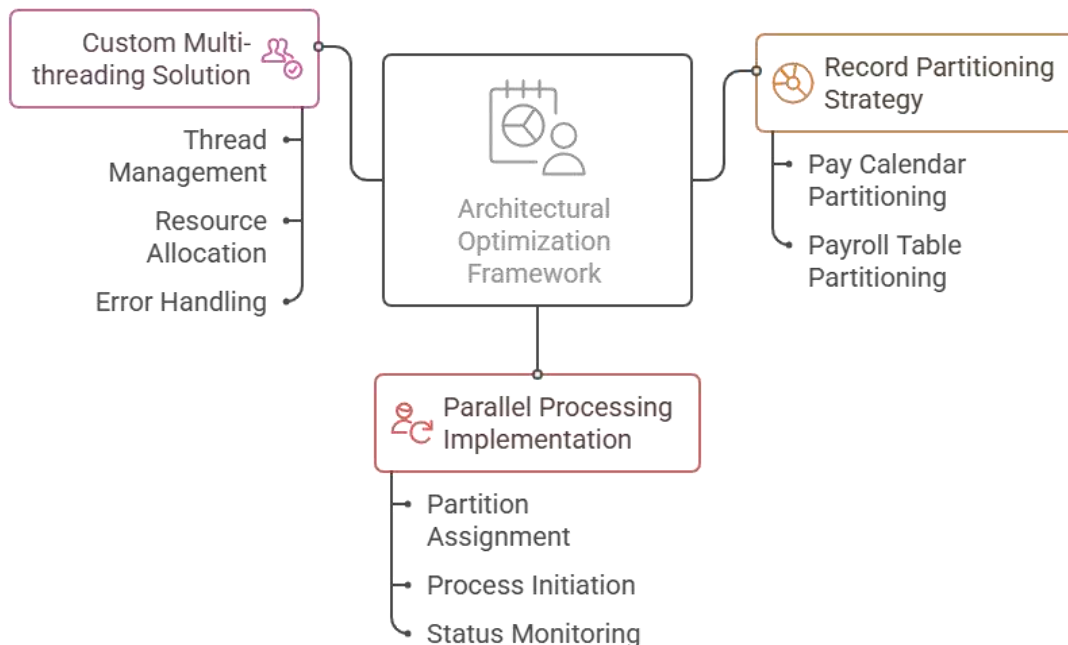 Custom Multi-
threading Solution
Thread
Management
Resource
Allocation
Error Handling
Architectural
Optimization
Framework
Record Partitioning
Strategy
Pay Calendar
Partitioning
Payroll Table
Partitioning
Parallel Processing
Implementation
Partition
Assignment
Process Initiation
Status Monitoring